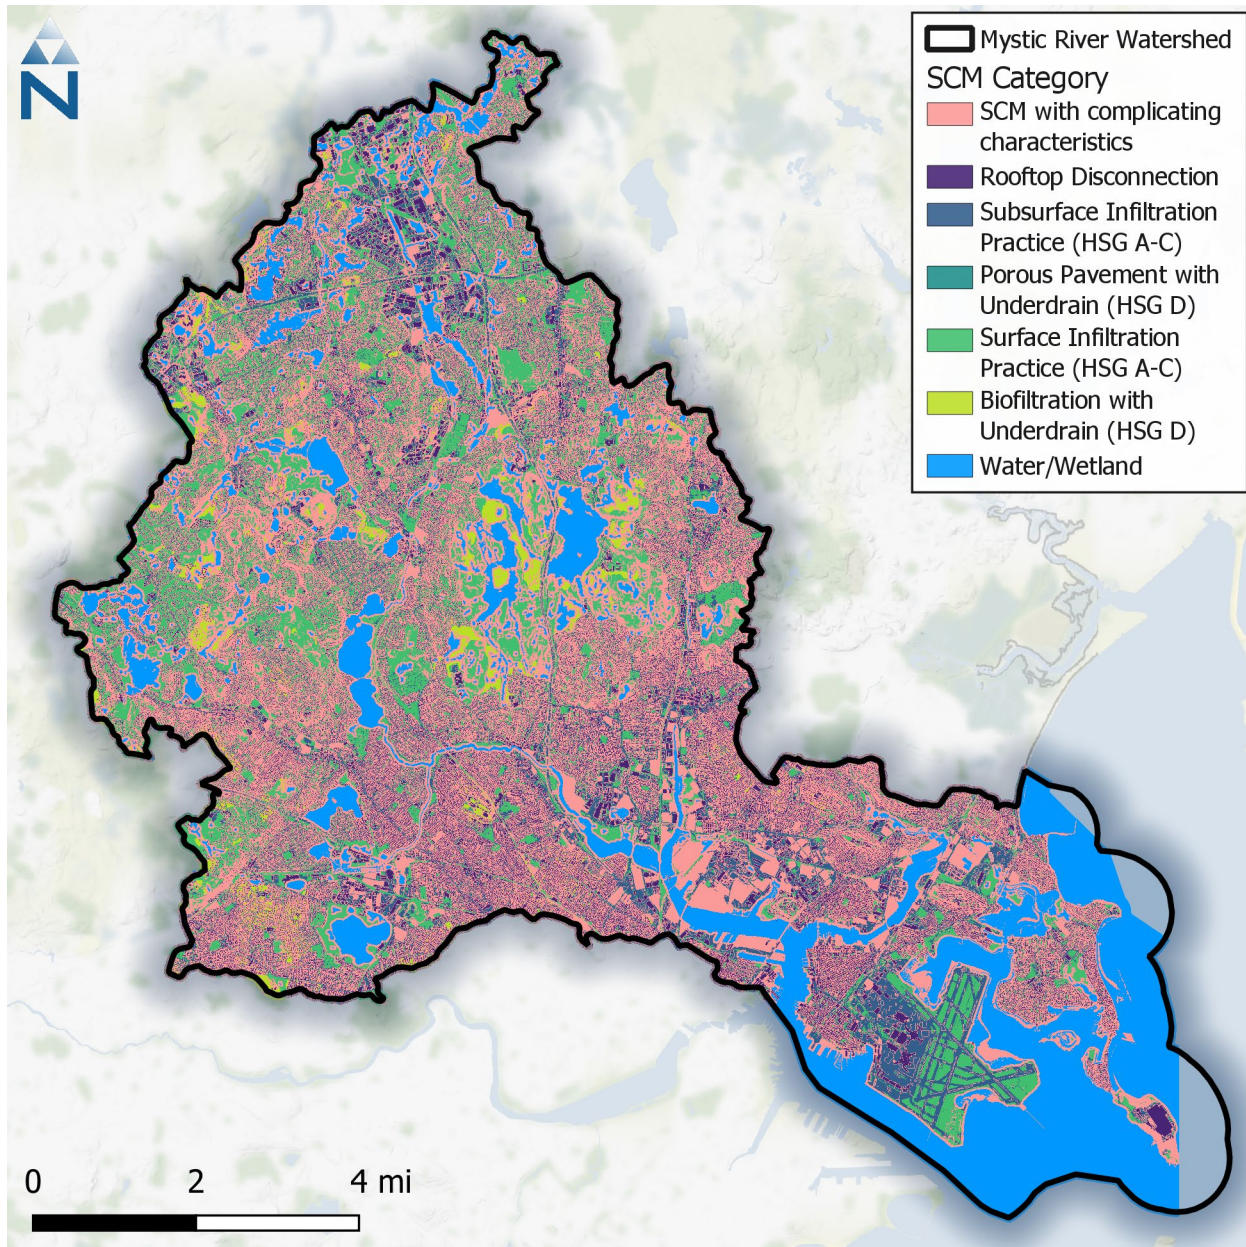 N
Mystic River Watershed
SCM Category
SCM with complicating
characteristics
Rooftop Disconnection
Subsurface Infiltration
Practice (HSG A-C)
Porous Pavement with
Underdrain (HSG D)
Surface Infiltration
Practice (HSG A-C)
Biofiltration with
Underdrain (HSG D)
Water/Wetland
0 2 4 mi